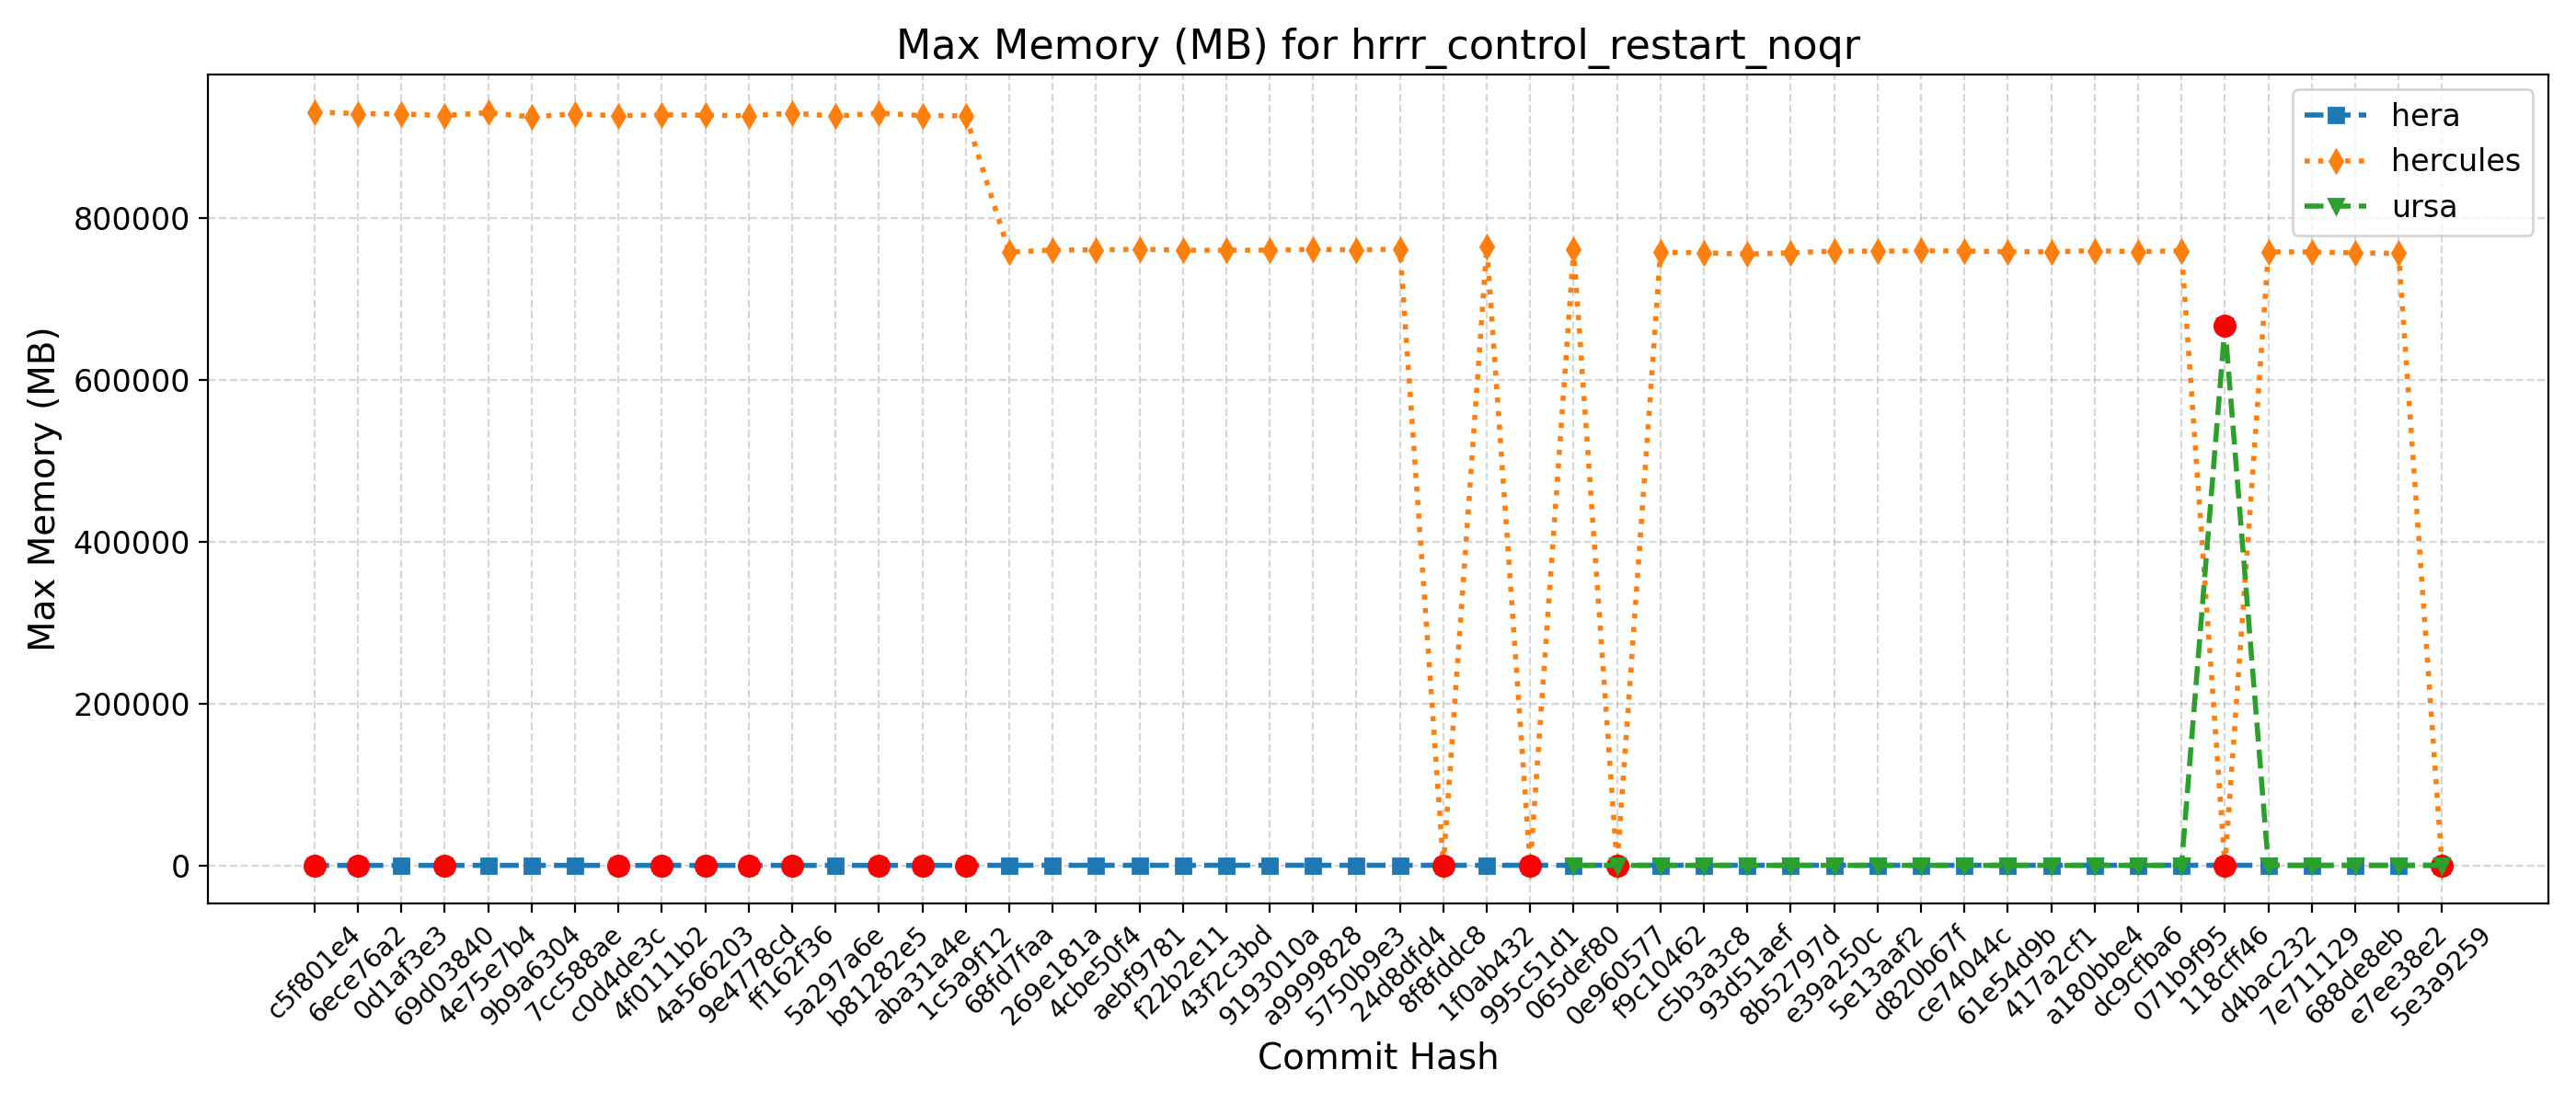 Max Memory (MB) for hrrr_control_restart_noqr
hera
hercules
ursa
Max Memory (MB)
800000
600000
400000
200000
0
c5f801e4
6ece76a2
0d1af3e3
69d03840
4e75e7b4
9b9a6304
7cc588ae
c0d4de3c
4f0111b2
4a566203
9e4778cd
ff162f36
5a297a6e
b81282e5
aba31a4e
1c5a9f12
68fd7faa
269e181a
4cbe50f4
aebf9781
f22b2e11
43f2c3bd
9193010a
a9999828
5750b9e3
24d8dfd4
8f8fddc8
1f0ab432
995c51d1
065def80
0e960577
f9c10462
c5b3a3c8
93d51aef
8b52797d
e39a250c
5e13aaf2
d820b67f
ce74044c
61e54d9b
417a2cf1
a180bbe4
dc9cfba6
071b9f95
118cff46
d4bac232
7e711129
688de8eb
e7ee38e2
5e3a9259
Commit Hash